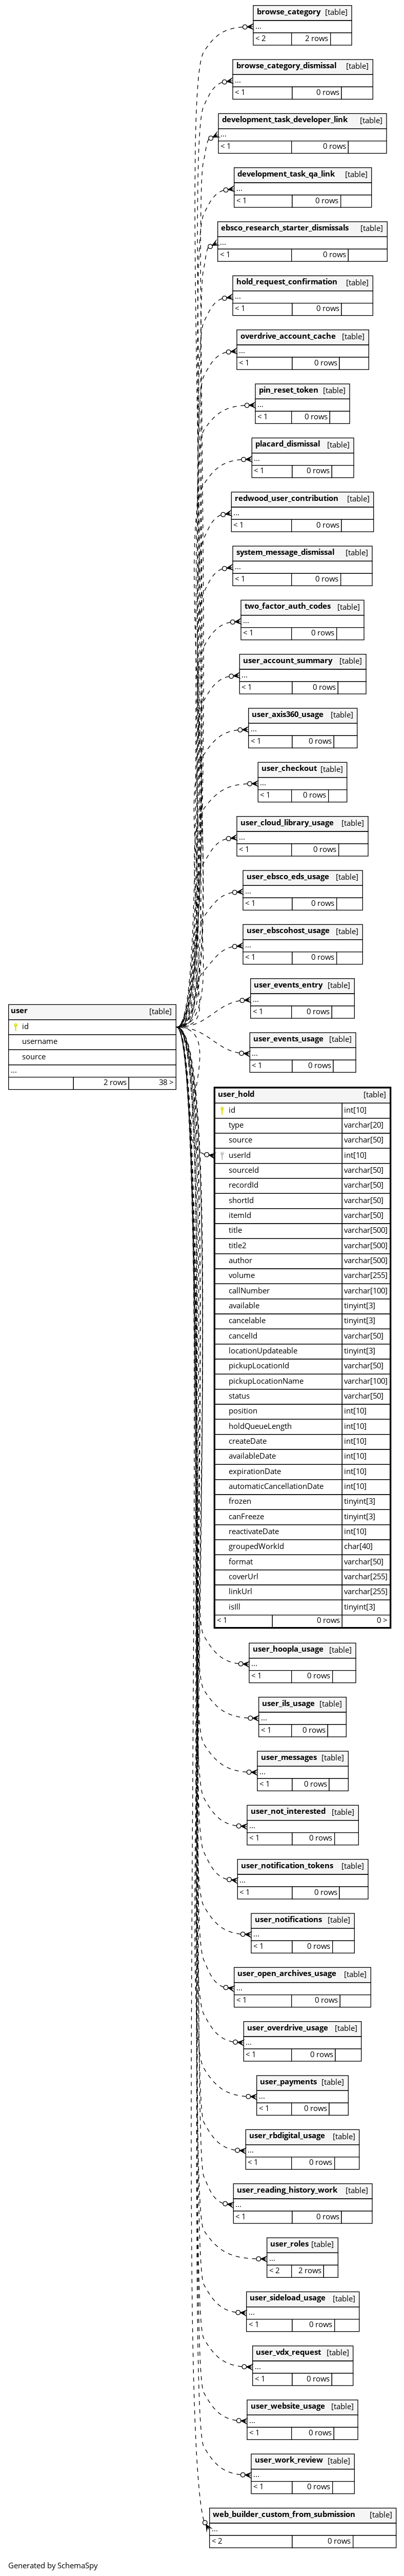 browse_category [table]
...
< 2 2 rows
browse_category_dismissal [table]
...
< 1 0 rows
development_task_developer_link [table]
...
< 1 0 rows
development_task_qa_link [table]
...
< 1 0 rows
ebsco_research_starter_dismissals [table]
...
< 1 0 rows
hold_request_confirmation [table]
...
< 1 0 rows
overdrive_account_cache [table]
...
< 1 0 rows
pin_reset_token [table]
...
< 1 0 rows
placard_dismissal [table]
...
< 1 0 rows
redwood_user_contribution [table]
...
< 1 0 rows
system_message_dismissal [table]
...
< 1 0 rows
two_factor_auth_codes [table]
...
< 1 0 rows
user_account_summary [table]
...
< 1 0 rows
user_axis360_usage [table]
...
< 1 0 rows
user_checkout [table]
...
< 1 0 rows
user_cloud_library_usage [table]
...
< 1 0 rows
user_ebsco_eds_usage [table]
...
< 1 0 rows
user_ebscohost_usage [table]
...
< 1 0 rows
user_events_entry [table]
...
< 1 0 rows
user_events_usage [table]
...
< 1 0 rows
user [table]
id
username
source
...
2 rows 38 >
user_hold [table]
id int[10]
type varchar[20]
source varchar[50]
userId int[10]
sourceId varchar[50]
recordId varchar[50]
shortId varchar[50]
itemId varchar[50]
title varchar[500]
title2 varchar[500]
author varchar[500]
volume varchar[255]
callNumber varchar[100]
available tinyint[3]
cancelable tinyint[3]
cancelId varchar[50]
locationUpdateable tinyint[3]
pickupLocationId varchar[50]
pickupLocationName varchar[100]
status varchar[50]
position int[10]
holdQueueLength int[10]
createDate int[10]
availableDate int[10]
expirationDate int[10]
automaticCancellationDate int[10]
frozen tinyint[3]
canFreeze tinyint[3]
reactivateDate int[10]
groupedWorkId char[40]
format varchar[50]
coverUrl varchar[255]
linkUrl varchar[255]
isIll tinyint[3]
< 1 0 rows 0 >
user_hoopla_usage [table]
...
< 1 0 rows
user_ils_usage [table]
...
< 1 0 rows
user_messages [table]
...
< 1 0 rows
user_not_interested [table]
...
< 1 0 rows
user_notification_tokens [table]
...
< 1 0 rows
user_notifications [table]
...
< 1 0 rows
user_open_archives_usage [table]
...
< 1 0 rows
user_overdrive_usage [table]
...
< 1 0 rows
user_payments [table]
...
< 1 0 rows
user_rbdigital_usage [table]
...
< 1 0 rows
user_reading_history_work [table]
...
< 1 0 rows
user_roles [table]
...
< 2 2 rows
user_sideload_usage [table]
...
< 1 0 rows
user_vdx_request [table]
...
< 1 0 rows
user_website_usage [table]
...
< 1 0 rows
user_work_review [table]
...
< 1 0 rows
web_builder_custom_from_submission [table]
...
< 2 0 rows
Generated by SchemaSpy